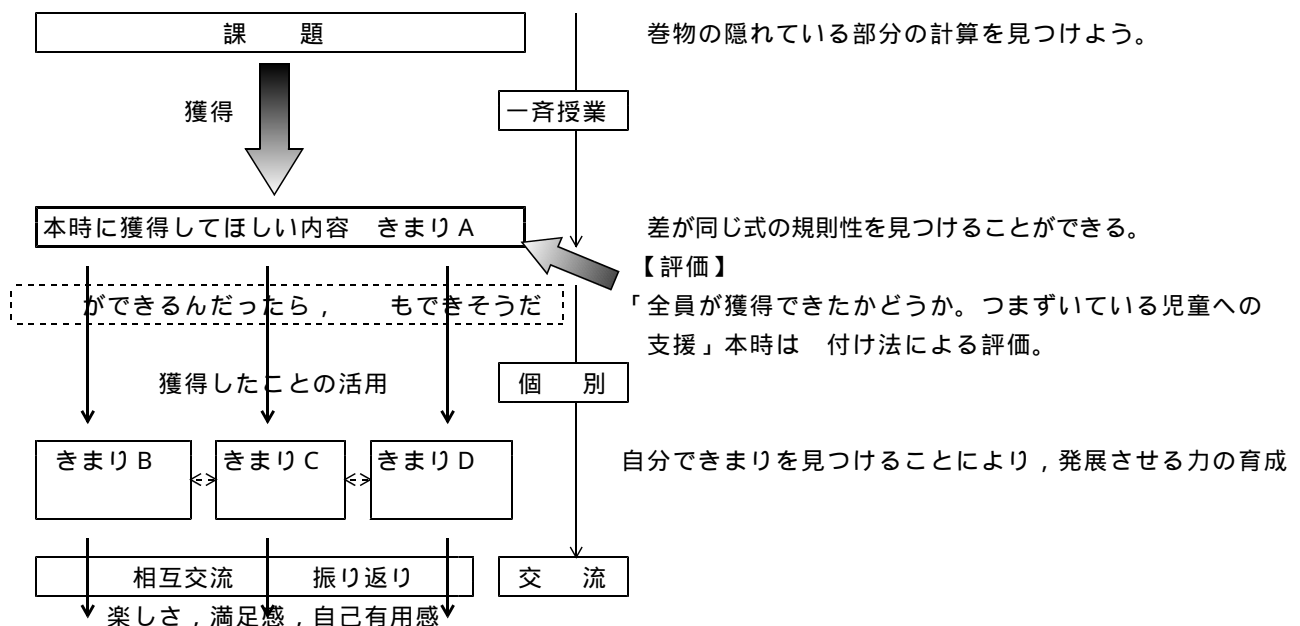 課　題
巻物の隠れている部分の計算を見つけよう。
獲得
一斉授業
本時に獲得してほしい内容　きまりA
差が同じ式の規則性を見つけることができる。
【評価】
ができるんだったら，　　もできそうだ
「全員が獲得できたかどうか。つまずいている児童への
支援」本時は　付け法による評価。
獲得したことの活用
個　別
きまりB
きまりC
きまりD
自分できまりを見つけることにより，発展させる力の育成
相互交流　　振り返り
交　流
楽しさ，満足感，自己有用感